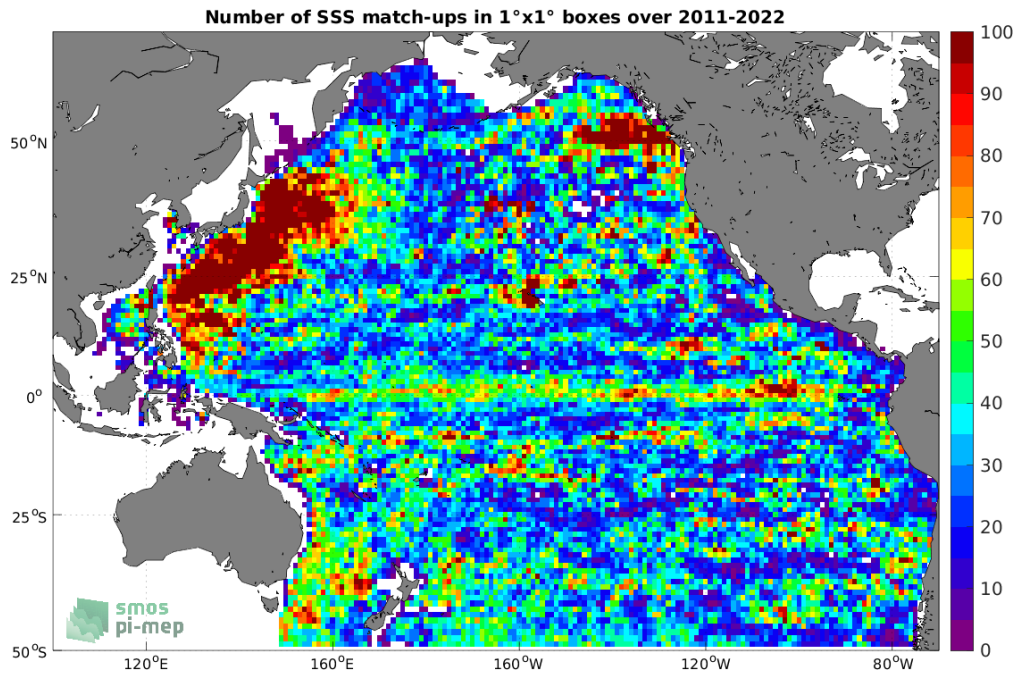 Number of SSS match-ups in 1°x1° boxes over 2011-2022
100
90
80
70
60
50
40
30
20
10
0
50°N
25°N
0°
25°S
50°S
120°E
160°E
160°W
120°W
80°W
smos
pi-mep